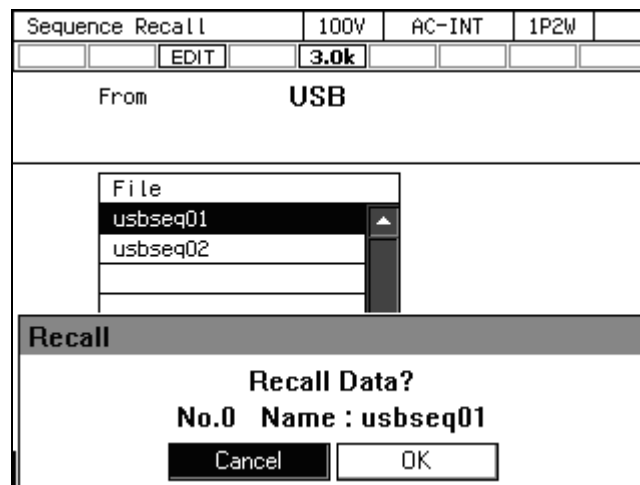 Sequence Recall 100V AC-INT 1P2W
EDIT 3.0k
From USB
File
usbseq01
usbseq02
Recall
Recall Data?
No.0 Name : usbseq01
Cancel OK